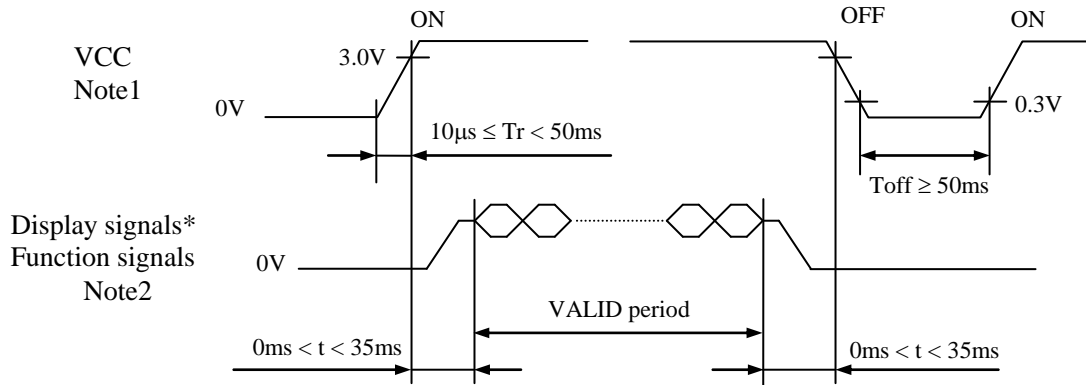 ON
OFF
ON
VCC
Note1
3.0V
0V
0.3V
10μs ≤ Tr < 50ms
Toff ≥ 50ms
Display signals*
Function signals
Note2
0V
VALID period
0ms < t < 35ms
0ms < t < 35ms